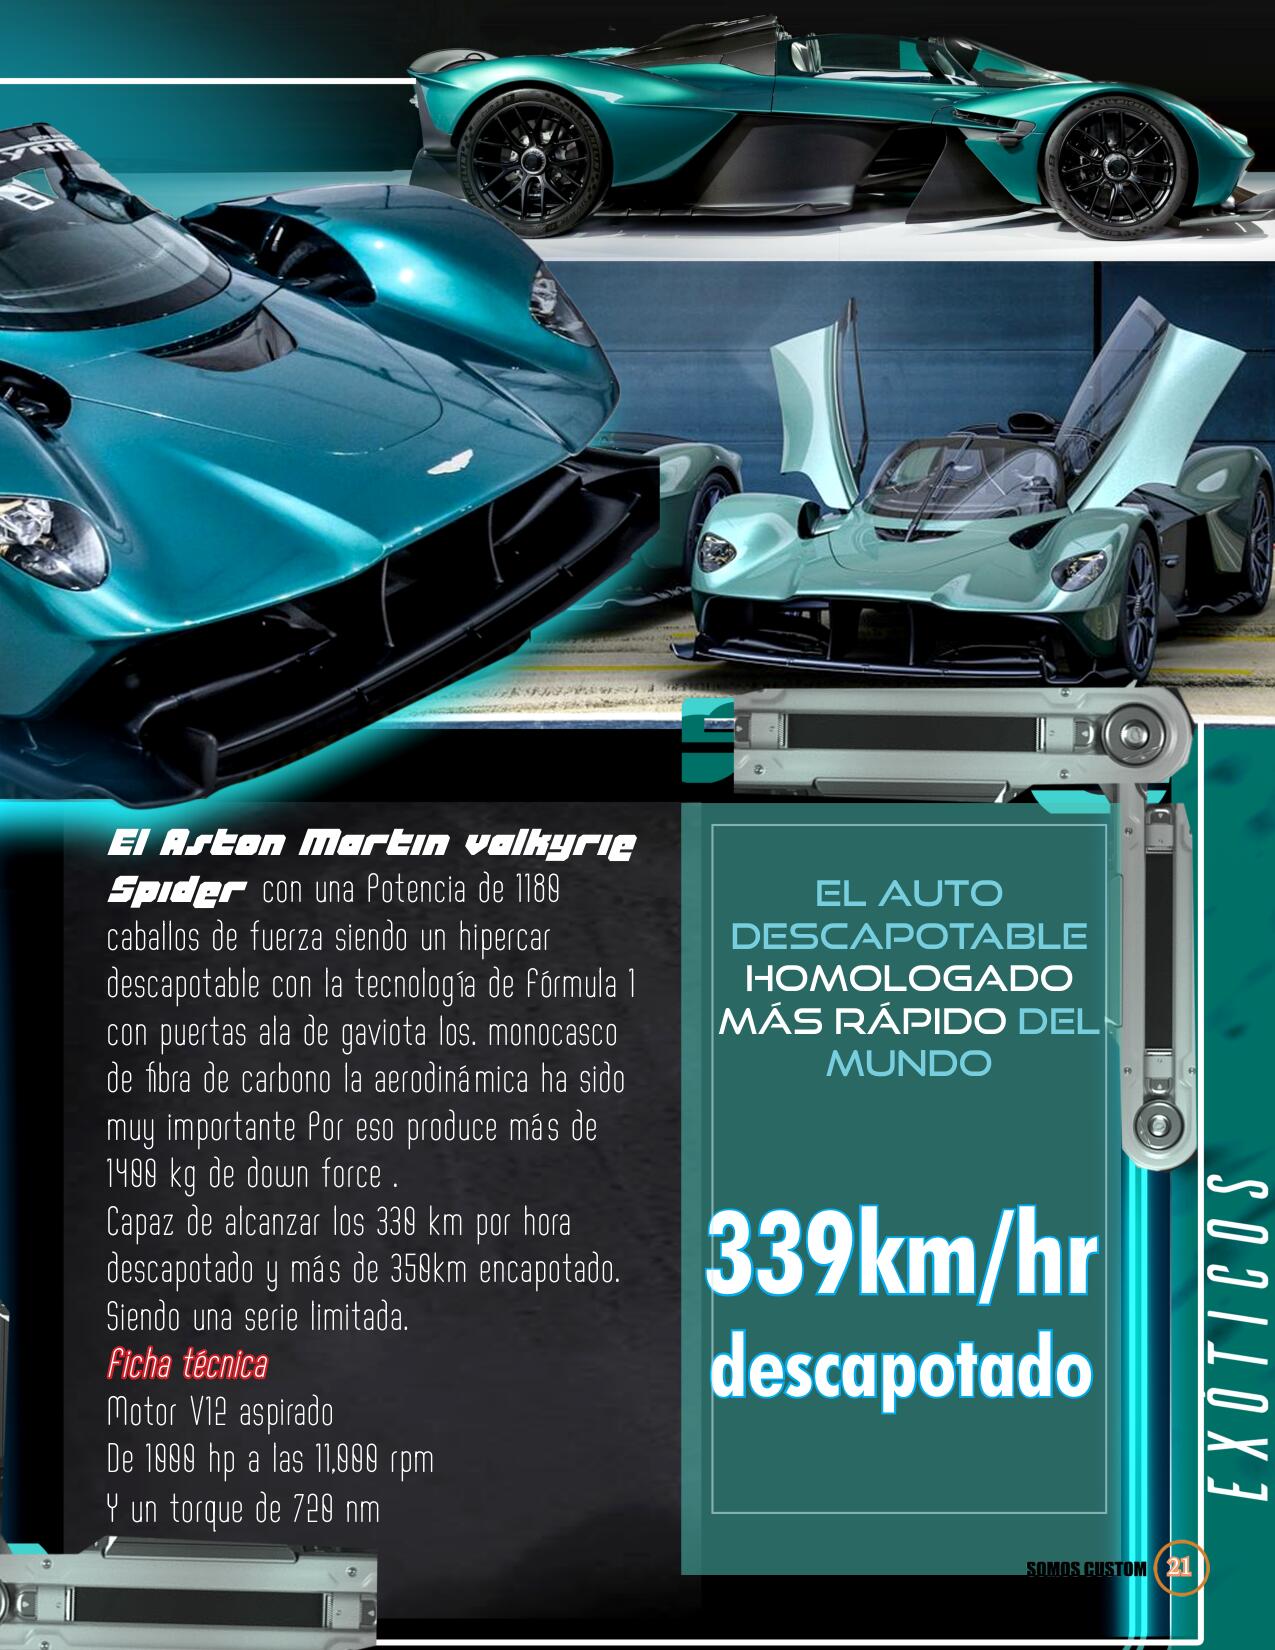 El Aston Martin valkyrie
Spider con una Potencia de 1180
caballos de fuerza siendo un hipercar
descapotable con la tecnología de Fórmula 1
con puertas ala de gaviota los. monocasco
de fibra de carbono la aerodinámica ha sido
muy importante Por eso produce más de
1400 kg de down force .
Capaz de alcanzar los 330 km por hora
descapotado y más de 350km encapotado.
Siendo una serie limitada.
Ficha técnica
Motor V12 aspirado
De 1000 hp a las 11,000 rpm
Y un torque de 720 nm
EL AUTO
DESCAPOTABLE
HOMOLOGADO
MÁS RÁPIDO DEL
MUNDO
339km/hr
descapotado
EXÓTICOS
SOMOS CUSTOM 21